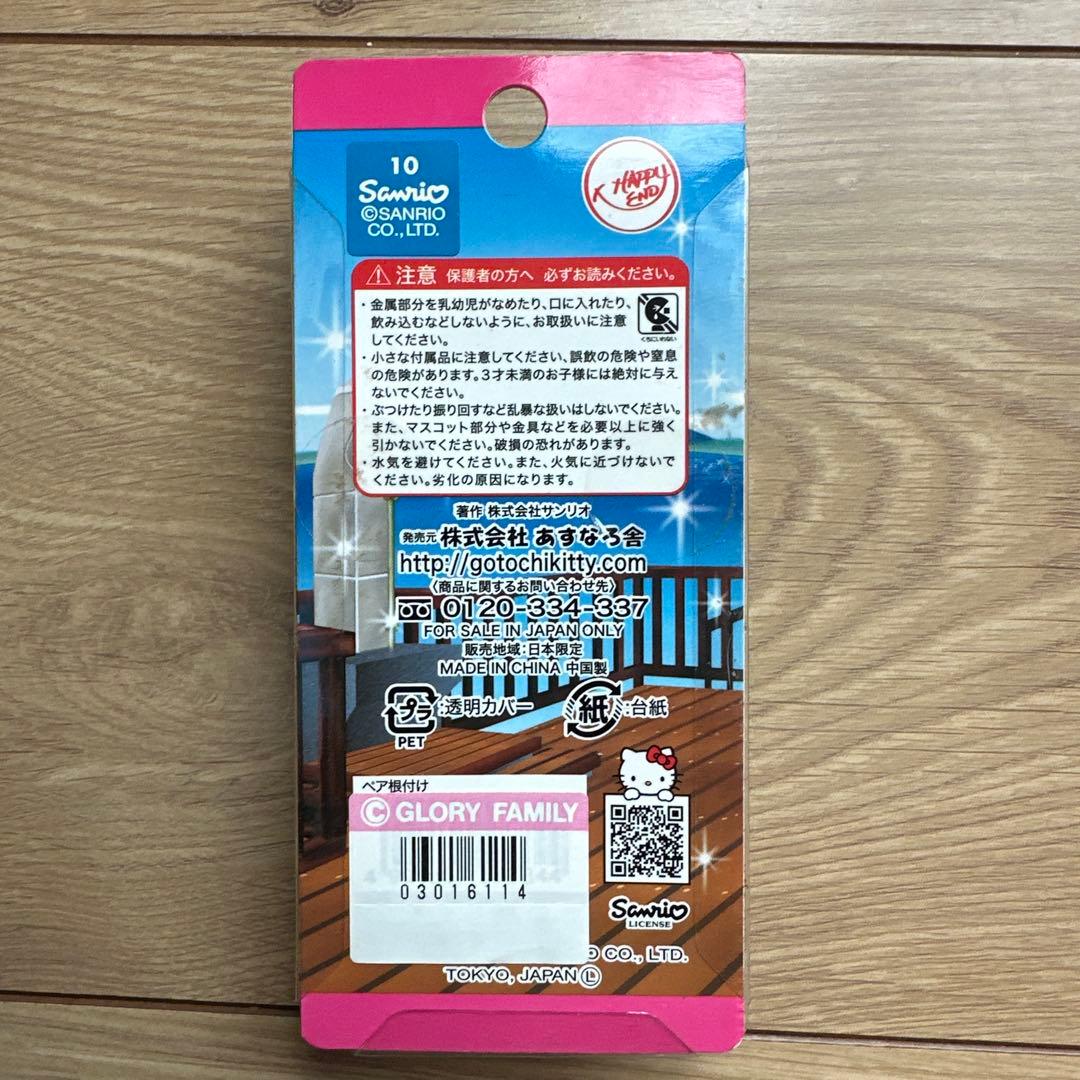 10
Sanrio
©SANRIO
CO.,LTD.
K HAPPY
END
注意 保護者の方へ 必ずお読みください。
・金属部分を乳幼児がなめたり、口に入れたり、
飲み込むなどしないように、お取扱いに注意
してください。
くちにいれない
・小さな付属品に注意してください、誤飲の危険や窒息
の危険があります。3才未満のお子様には絶対に与え
ないでください。
・ぶつけたり振り回すなど乱暴な扱いはしないでください。
また、マスコット部分や金具などを必要以上に強く
引かないでください。破損の恐れがあります。
・水気を避けてください。また、火気に近づけないで
ください。劣化の原因になります。
著作 株式会社サンリオ
発売元 株式会社 あすなろ舎
http://gotochikitty.com
〈商品に関するお問い合わせ先〉
0120-334-337
FOR SALE IN JAPAN ONLY
販売地域:日本限定
MADE IN CHINA 中国製
プラ:透明カバー
PET
紙:台紙
ペア根付け
© GLORY FAMILY
03016114
Sanrio
LICENSE
CO., LTD.
TOKYO, JAPAN Ⓛ